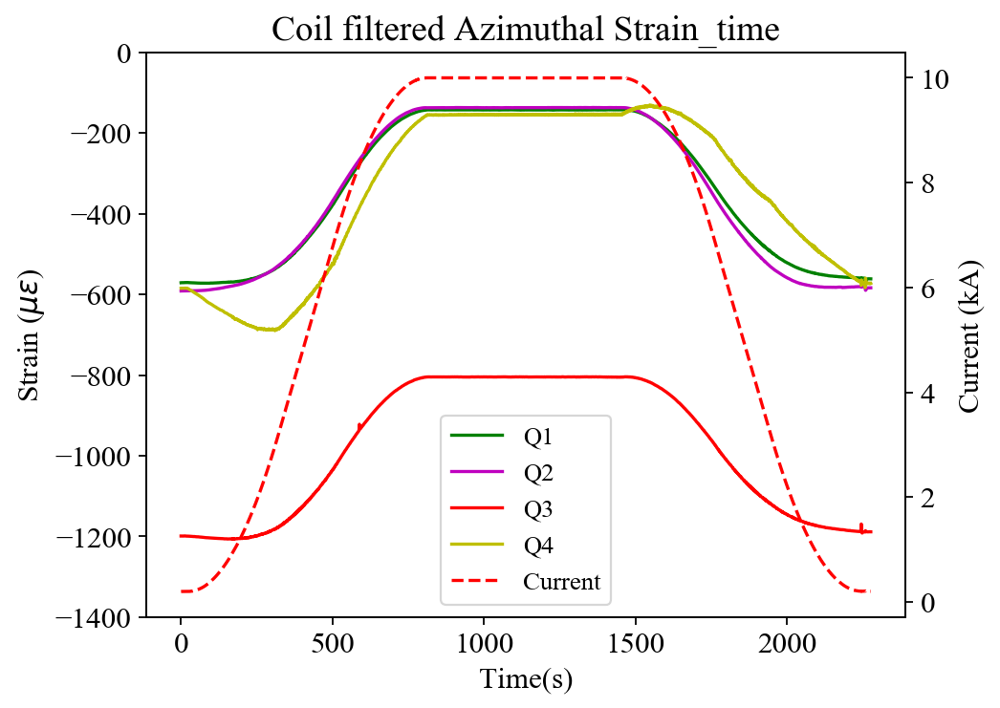 Coil filtered Azimuthal Strain_time
0
−200
−400
−600
−800
−1000
−1200
−1400
Strain (με)
10
8
6
4
2
0
Current (kA)
Q1
Q2
Q3
Q4
Current
0 500 1000 1500 2000
Time(s)